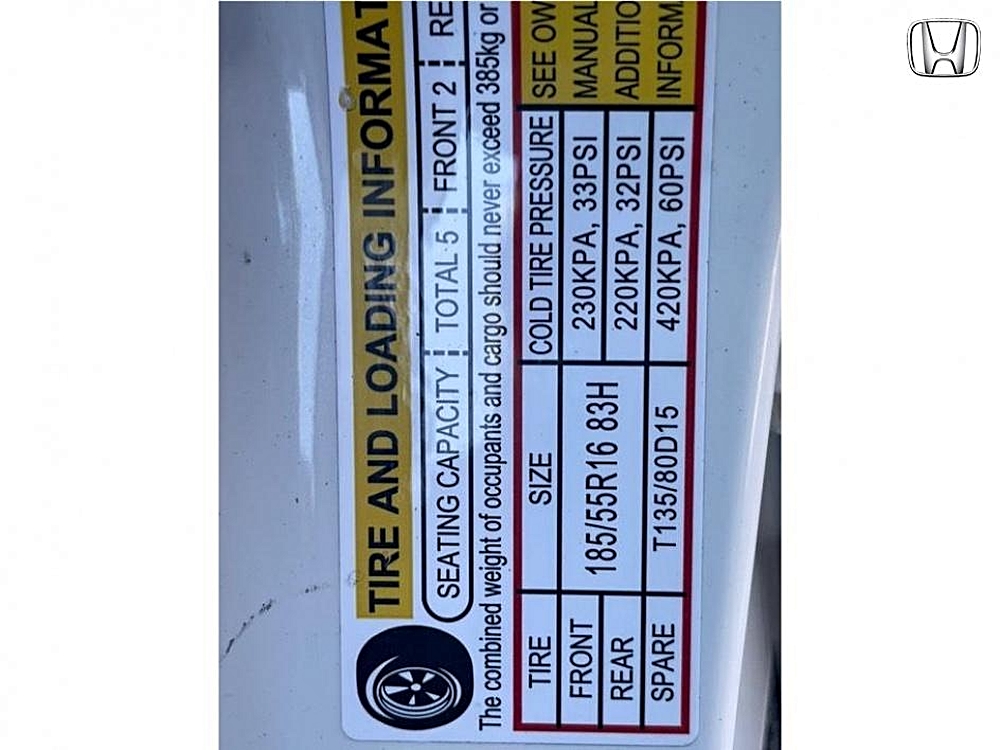 TIRE AND LOADING INFORMAT
SEATING CAPACITY TOTAL 5 FRONT 2 RE
The combined weight of occupants and cargo should never exceed 385kg or
TIRE SIZE COLD TIRE PRESSURE SEE OW
FRONT 185/55R16 83H 230KPA, 33PSI MANUAL
REAR 220KPA, 32PSI ADDITIO
SPARE T135/80D15 420KPA, 60PSI INFORMA